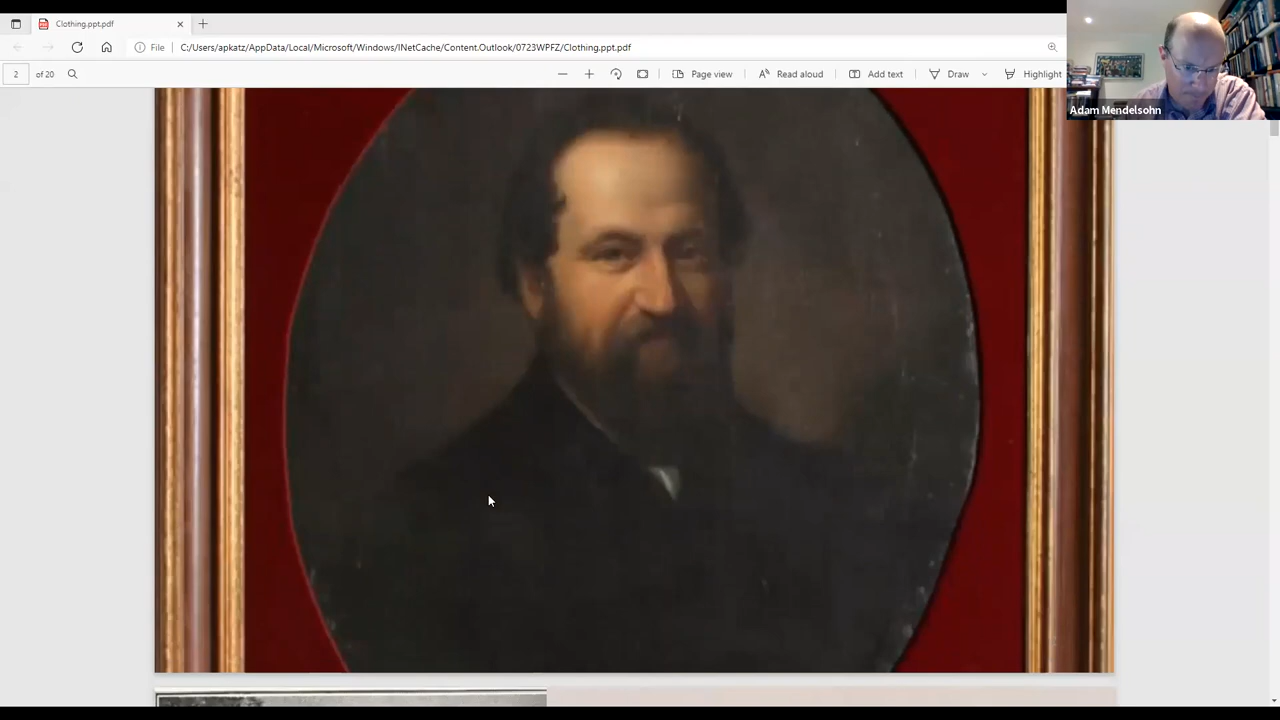 Clothing.ppt.pdf
File C:/Users/apkatz/AppData/Local/Microsoft/Windows/INetCache/Content.Outlook/0723WPFZ/Clothing.ppt.pdf
2 of 20 Page view Read aloud Add text Draw Highlight
Adam Mendelsohn